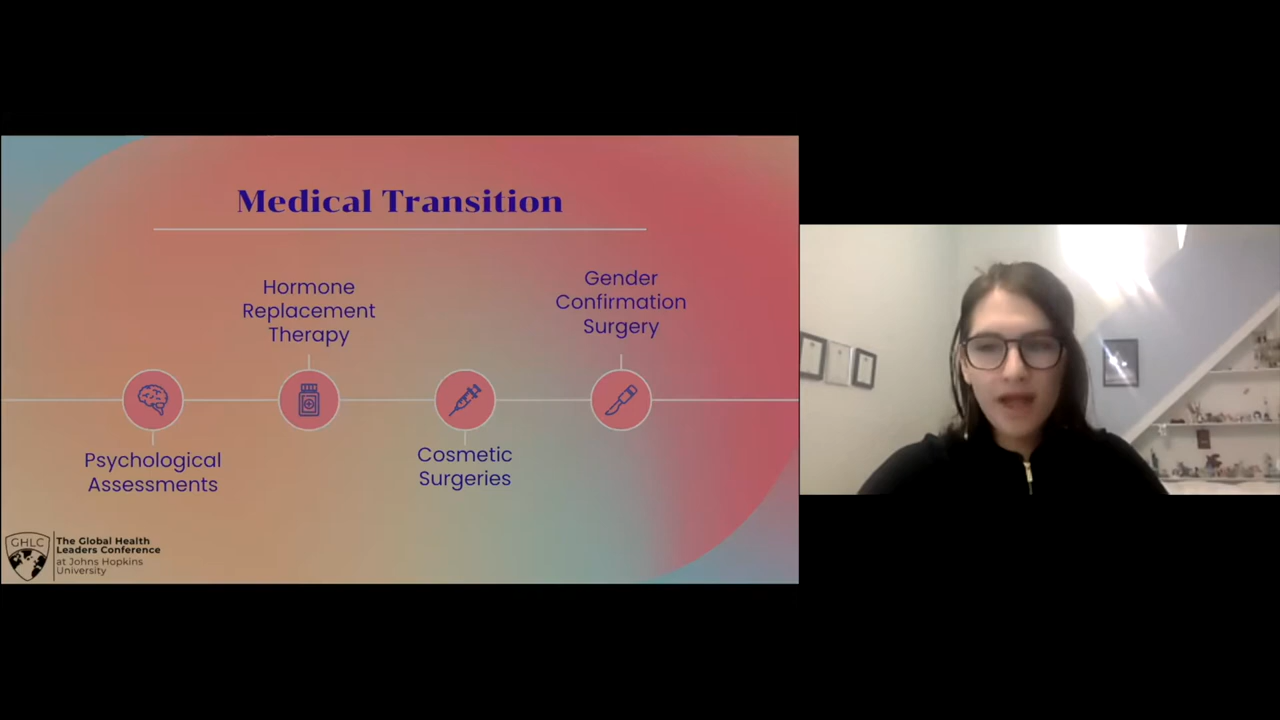 Medical Transition
Hormone
Replacement
Therapy
Gender
Confirmation
Surgery
Psychological
Assessments
Cosmetic
Surgeries
GHLC
The Global Health
Leaders Conference
at Johns Hopkins
University